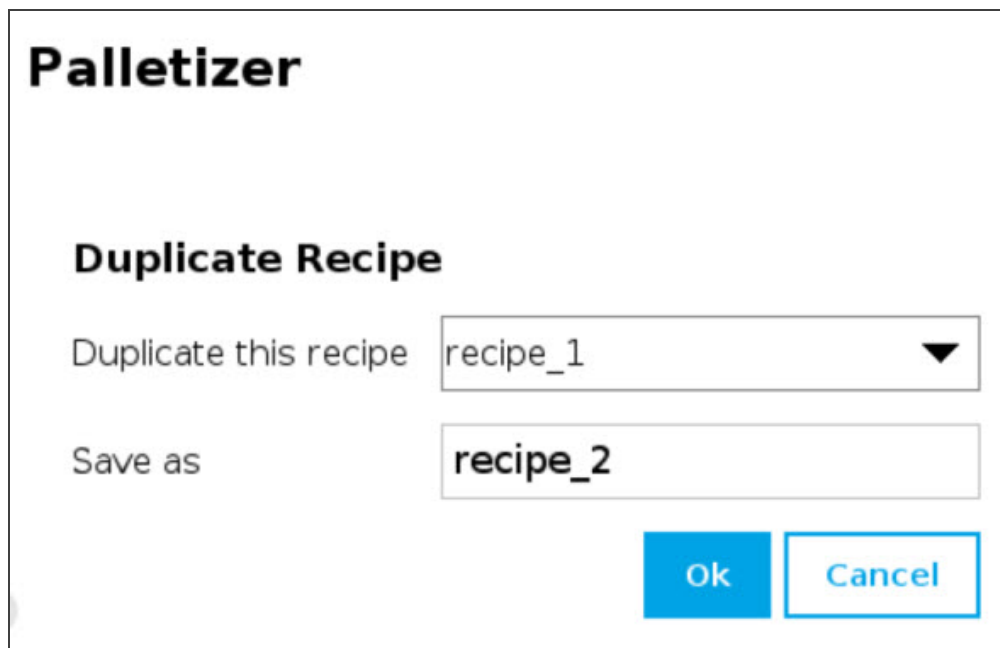 Palletizer
Duplicate Recipe
Duplicate this recipe recipe_1
Save as recipe_2
Ok Cancel